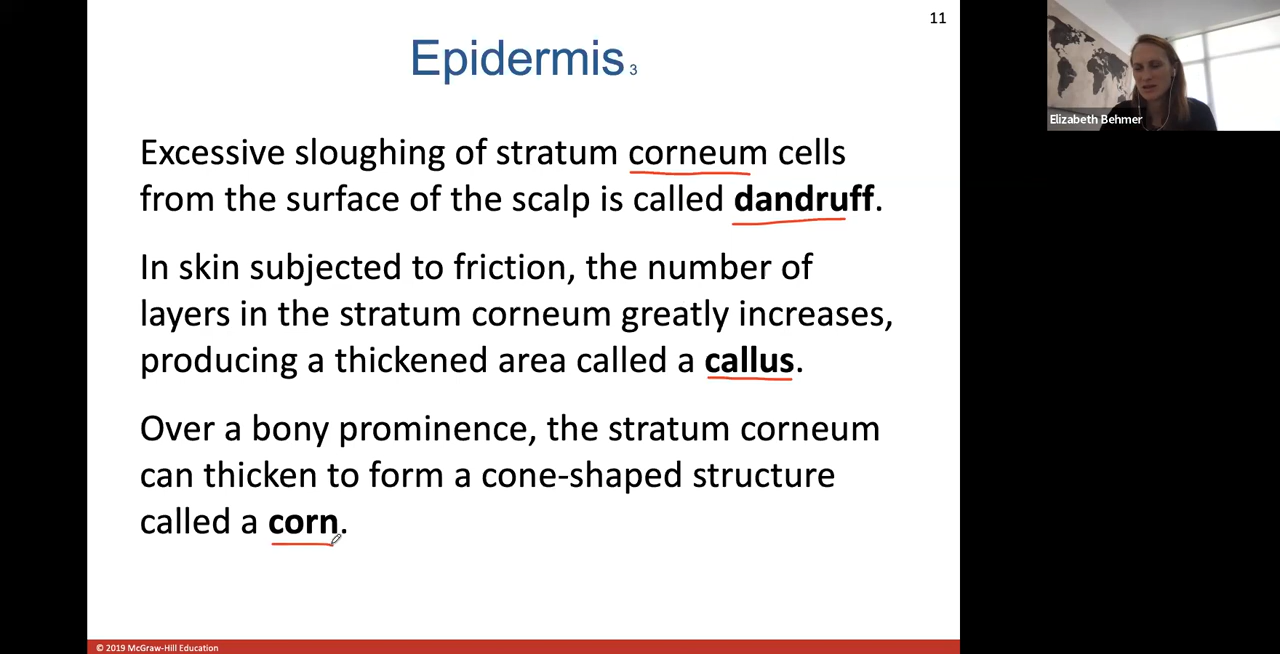 11
Epidermis 3
Excessive sloughing of stratum corneum cells
from the surface of the scalp is called dandruff.
In skin subjected to friction, the number of
layers in the stratum corneum greatly increases,
producing a thickened area called a callus.
Over a bony prominence, the stratum corneum
can thicken to form a cone-shaped structure
called a corn.
© 2019 McGraw-Hill Education
Elizabeth Behmer